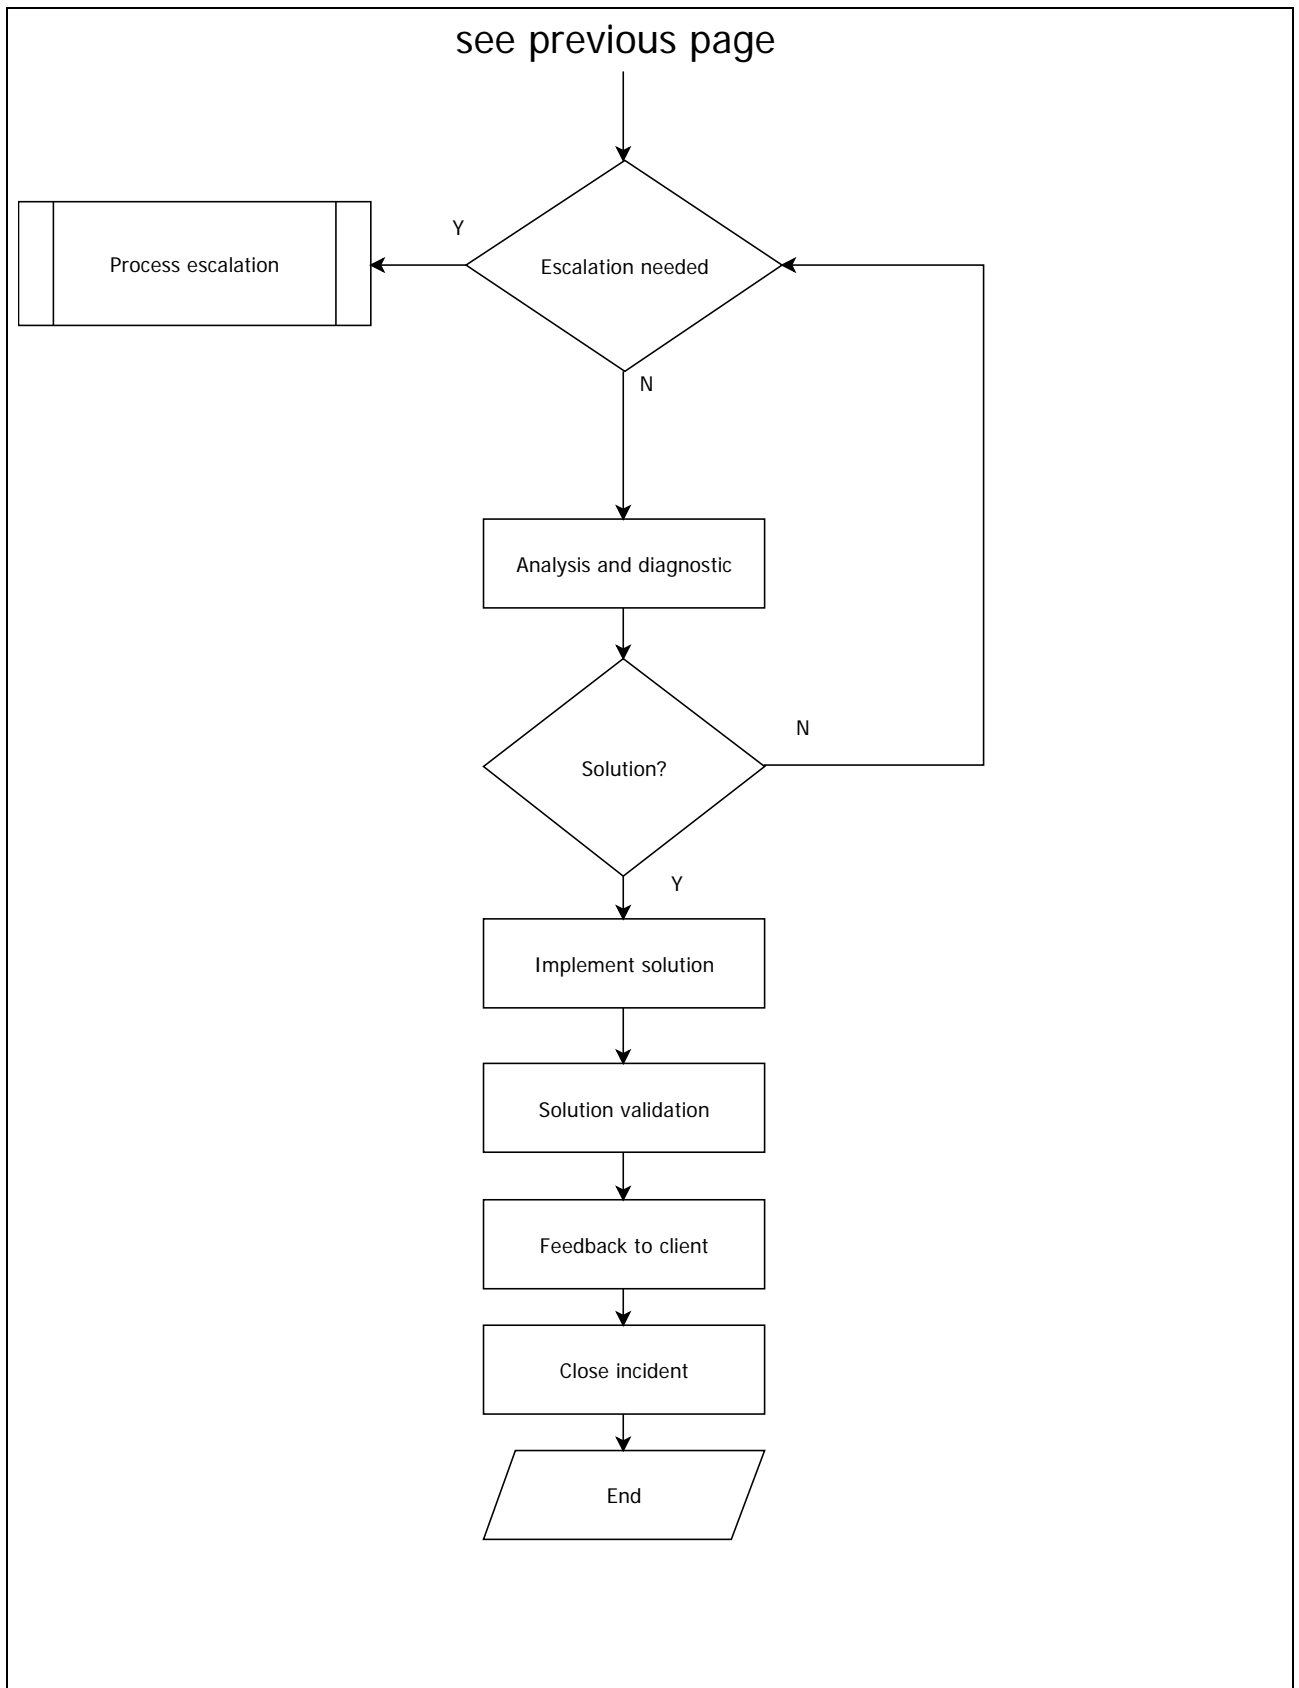 see previous page
Y
Process escalation
Escalation needed
N
Analysis and diagnostic
N
Solution?
Y
Implement solution
Solution validation
Feedback to client
Close incident
End